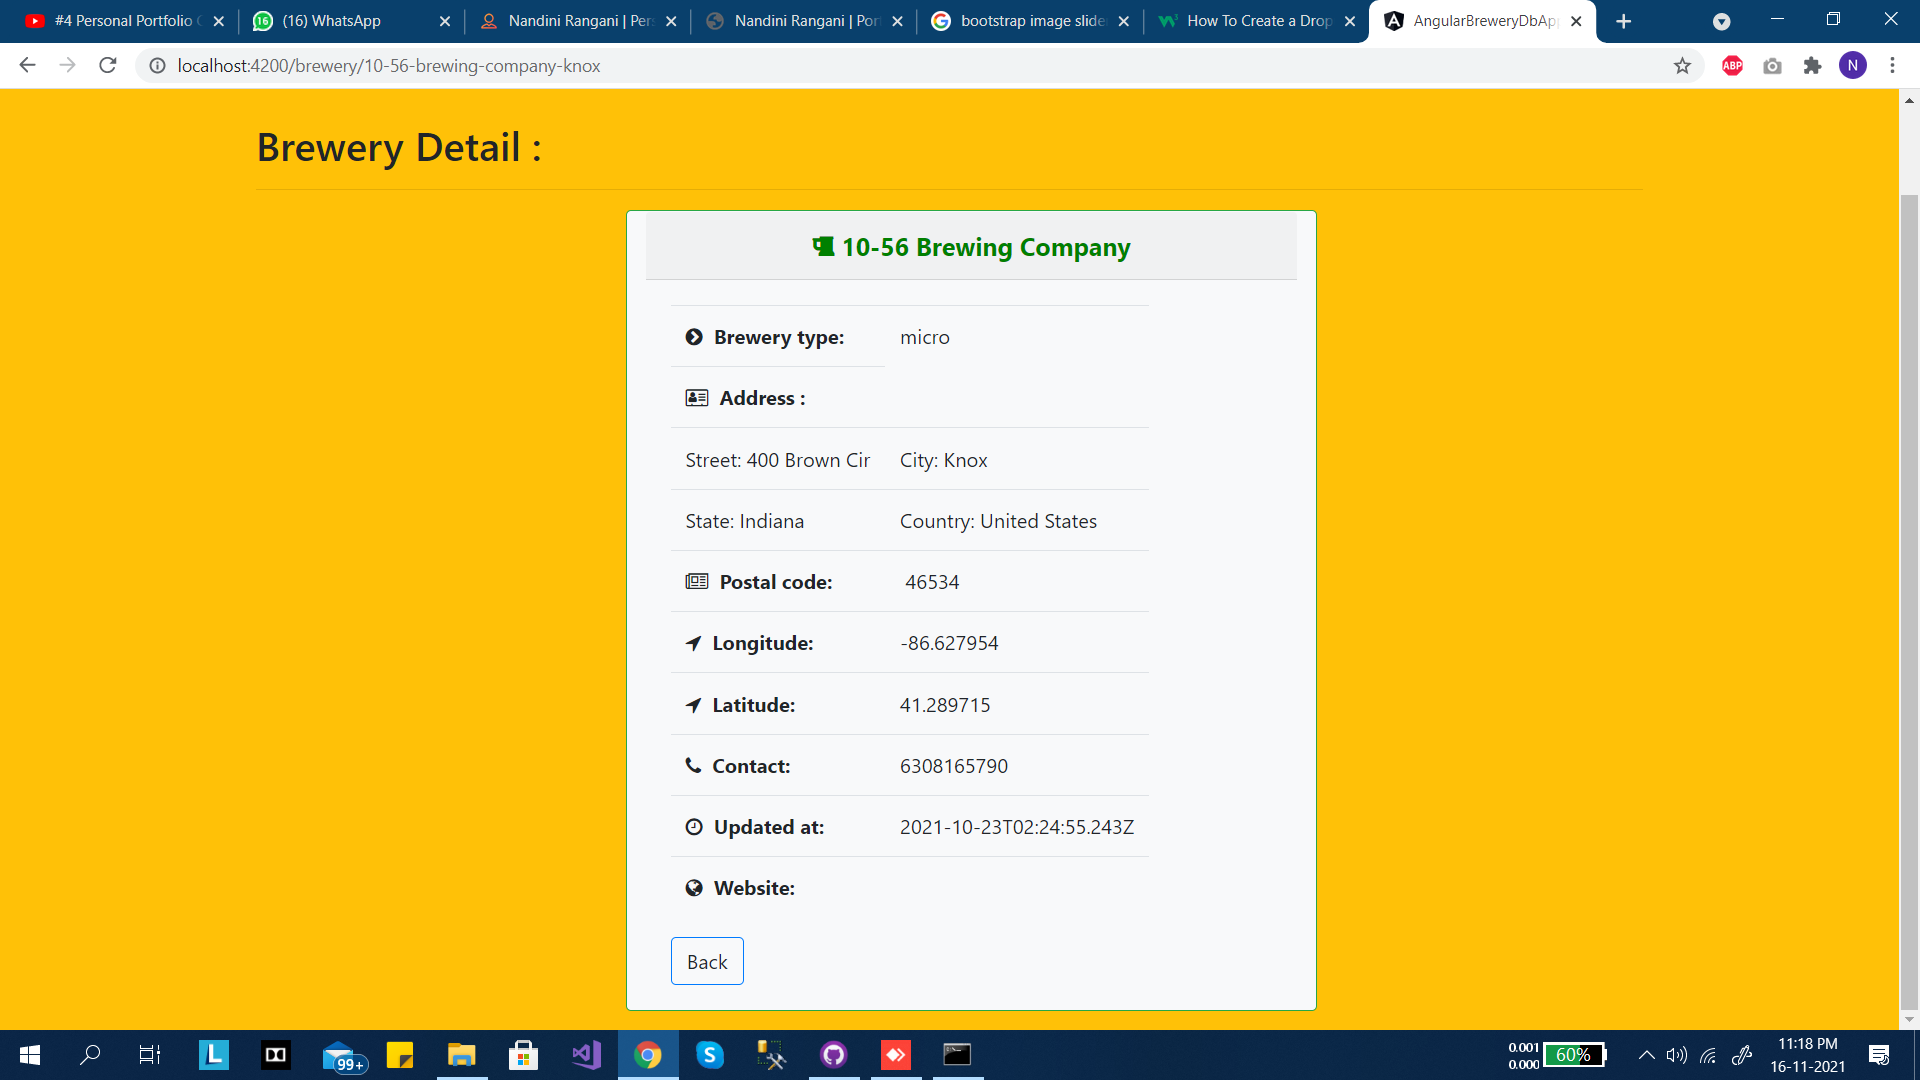 #4 Personal Portfolio
(16) WhatsApp
Nandini Rangani | Per
Nandini Rangani | Por
bootstrap image slide
How To Create a Drop
AngularBreweryDbApp
localhost:4200/brewery/10-56-brewing-company-knox
ABP
N
Brewery Detail :
10-56 Brewing Company
Brewery type: micro
Address :
Street: 400 Brown Cir City: Knox
State: Indiana Country: United States
Postal code: 46534
Longitude: -86.627954
Latitude: 41.289715
Contact: 6308165790
Updated at: 2021-10-23T02:24:55.243Z
Website:
Back
L
99+
S
0.001
0.000
60%
11:18 PM
16-11-2021